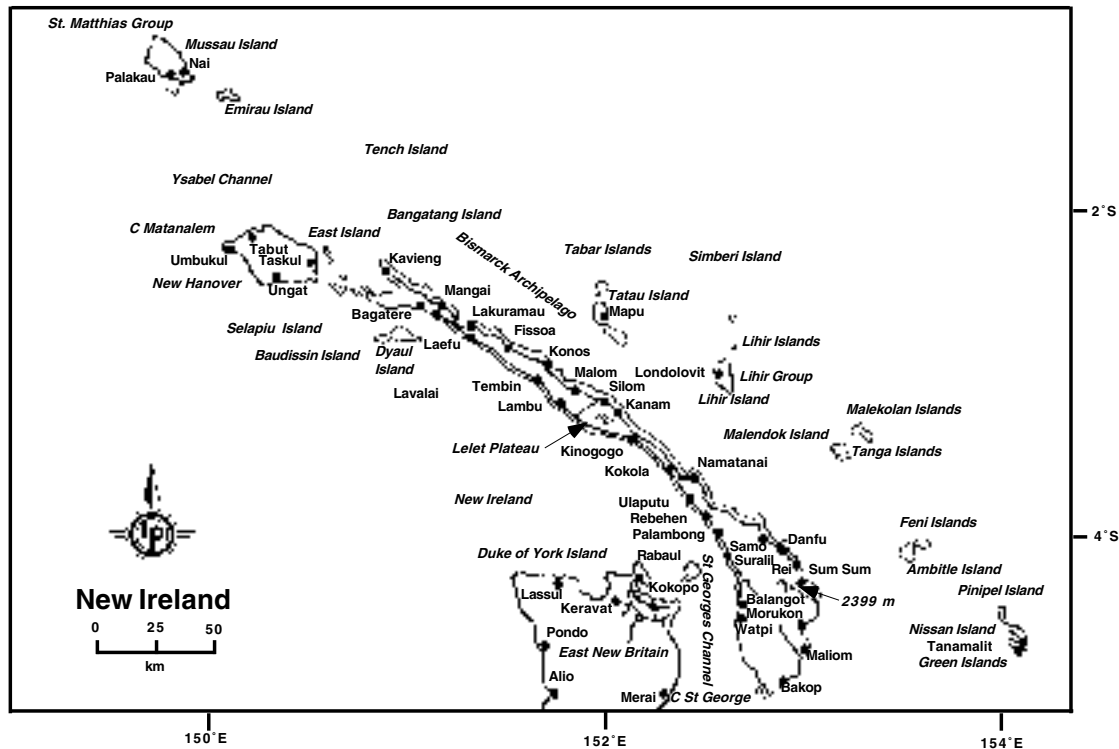 St. Matthias Group
Mussau Island
Nai
Palakau
Emirau Island
Tench Island
Ysabel Channel
2˚S
Bangatang Island
C Matanalem
East Island
Bismarck Archipelago
Tabar Islands
Simberi Island
Tabut
Umbukul
Taskul
Kavieng
New Hanover
Ungat
Mangai
Tatau Island
Mapu
Bagatere
Lakuramau
Selapiu Island
Fissoa
Baudissin Island
Dyaul
Island
Laefu
Konos
Lihir Islands
Malom
Londolovit
Lihir Group
Lavalai
Tembin
Silom
Lambu
Kanam
Lihir Island
Malekolan Islands
Malendok Island
Lelet Plateau
Kinogogo
Tanga Islands
Kokola
Namatanai
New Ireland
Ulaputu
Rebehen
Feni Islands
Palambong
4˚S
Danfu
Samo
Duke of York Island
Rabaul
Suralil
Rei
Sum Sum
Ambitle Island
St Georges Channel
Lassul
Kokopo
Pinipel Island
New Ireland
Keravat
Balangot
2399 m
Morukon
0 25 50
km
Watpi
Nissan Island
Pondo
East New Britain
Tanamalit
Maliom
Green Islands
Alio
Merai
C St George
Bakop
150˚E
152˚E
154˚E